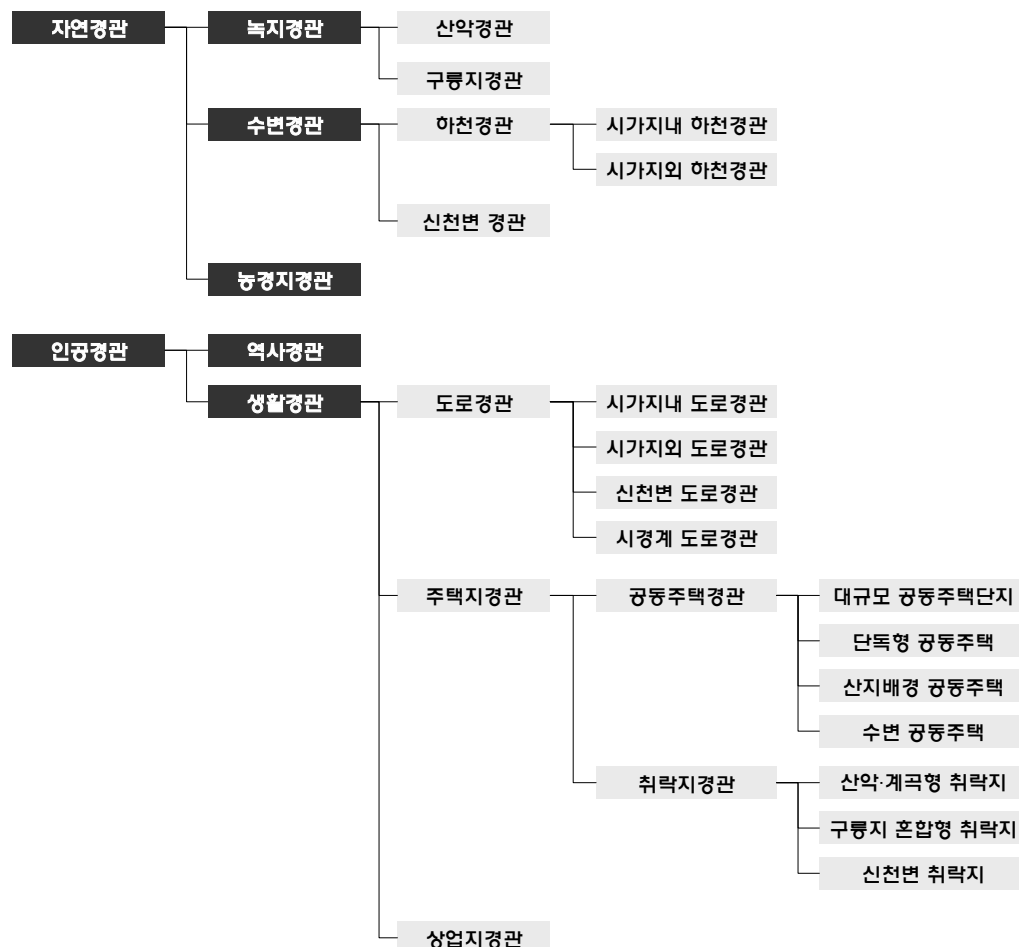 자연경관
녹지경관
산악경관
구릉지경관
수변경관
하천경관
시가지내 하천경관
시가지외 하천경관
신천변 경관
농경지경관
인공경관
역사경관
생활경관
도로경관
시가지내 도로경관
시가지외 도로경관
신천변 도로경관
시경계 도로경관
주택지경관
공동주택경관
대규모 공동주택단지
단독형 공동주택
산지배경 공동주택
수변 공동주택
취락지경관
산악·계곡형 취락지
구릉지 혼합형 취락지
신천변 취락지
상업지경관